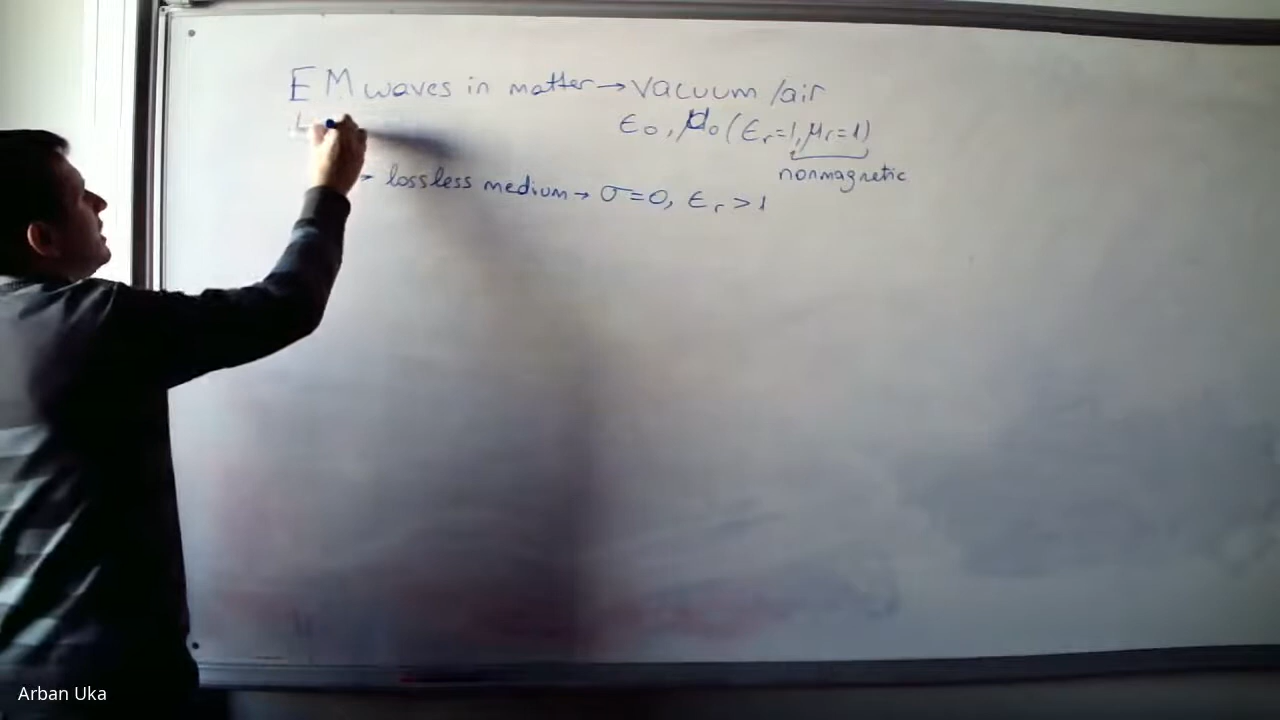 EM waves in matter → vacuum /air
ϵ₀, μ₀ (ϵᵣ=1, μᵣ=1)
nonmagnetic
→ lossless medium → σ=0, ϵᵣ>1
Arban Uka